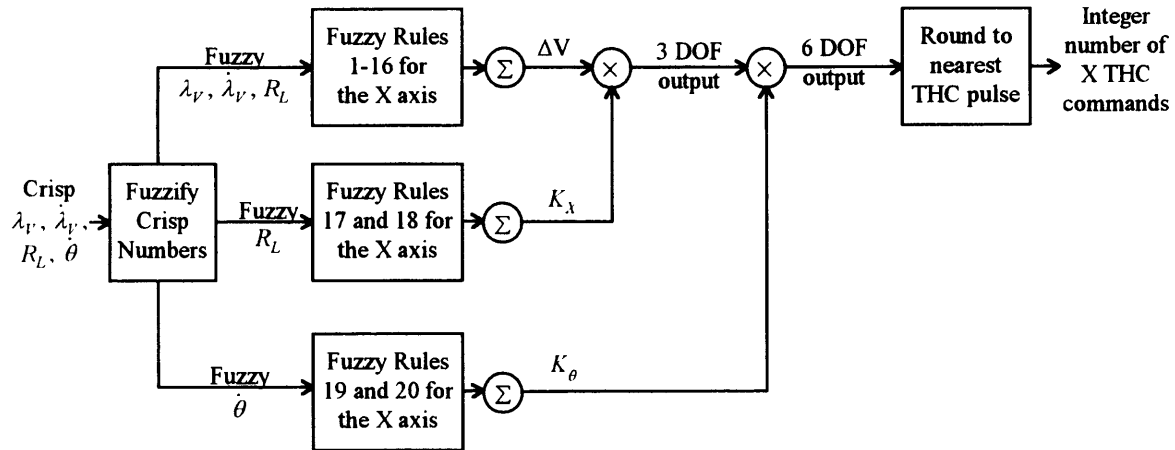 Crisp
λ_V, λ̇_V,
R_L, θ̇
Fuzzify
Crisp
Numbers
Fuzzy
λ_V, λ̇_V, R_L
Fuzzy Rules
1-16 for
the X axis
Σ
ΔV
×
3 DOF
output
×
6 DOF
output
Round to
nearest
THC pulse
Integer
number of
X THC
commands
Fuzzy
R_L
Fuzzy Rules
17 and 18 for
the X axis
Σ
K_X
Fuzzy
θ̇
Fuzzy Rules
19 and 20 for
the X axis
Σ
K_θ